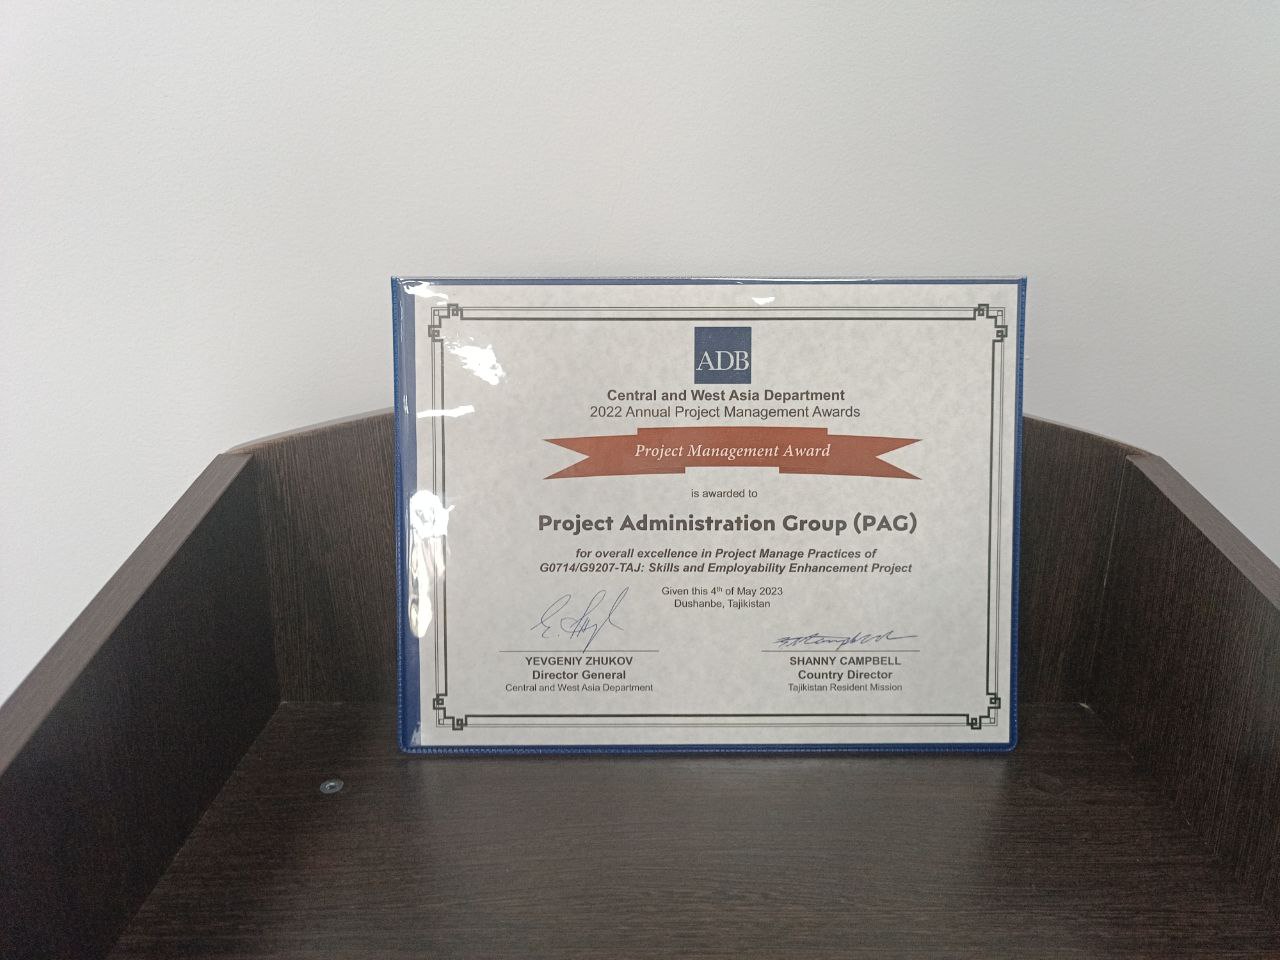 ADB
Central and West Asia Department
2022 Annual Project Management Awards
Project Management Award
is awarded to
Project Administration Group (PAG)
for overall excellence in Project Manage Practices of
G0714/G9207-TAJ: Skills and Employability Enhancement Project
Given this 4th of May 2023
Dushanbe, Tajikistan
YEVGENIY ZHUKOV
Director General
Central and West Asia Department
SHANNY CAMPBELL
Country Director
Tajikistan Resident Mission